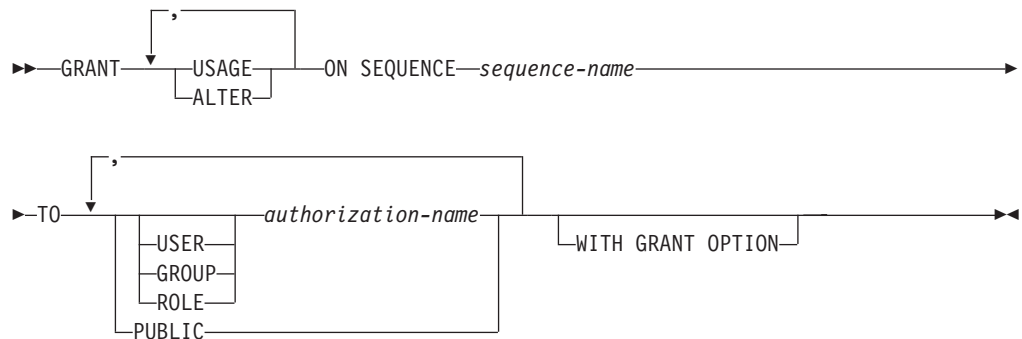 ,
GRANT USAGE ON SEQUENCE sequence-name
ALTER
,
TO authorization-name
USER WITH GRANT OPTION
GROUP
ROLE
PUBLIC